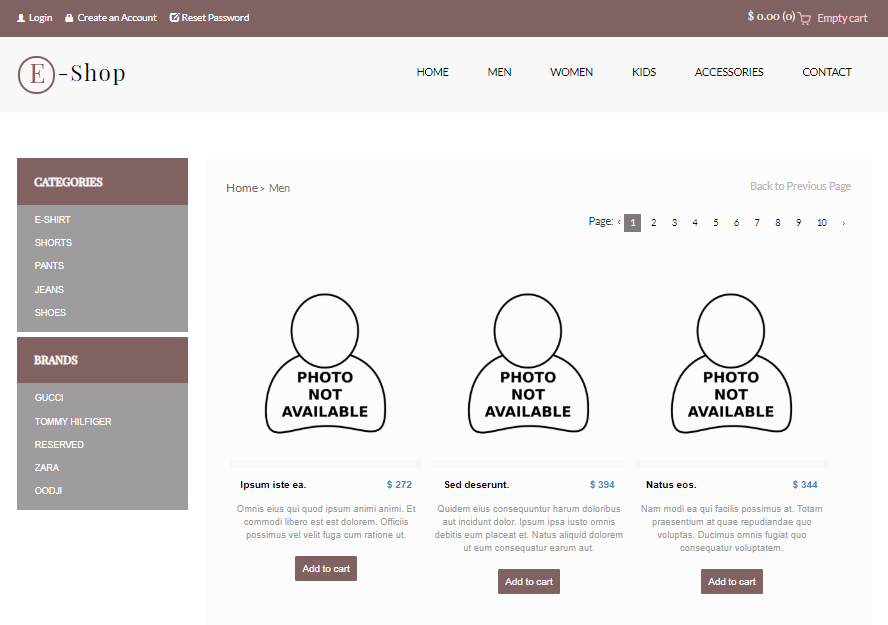 Login Create an Account Reset Password $ 0.00 (0) Empty cart
E -Shop HOME MEN WOMEN KIDS ACCESSORIES CONTACT
CATEGORIES
E-SHIRT
SHORTS
PANTS
JEANS
SHOES
BRANDS
GUCCI
TOMMY HILFIGER
RESERVED
ZARA
OODJI
Home > Men Back to Previous Page
Page: ‹ 1 2 3 4 5 6 7 8 9 10 ›
PHOTO
NOT
AVAILABLE
Ipsum iste ea. $ 272
Omnis eius qui quod ipsum animi animi. Et
commodi libero est est dolorem. Officiis
possimus vel velit fuga cum ratione ut.
Add to cart
PHOTO
NOT
AVAILABLE
Sed deserunt. $ 394
Quidem eius consequuntur harum doloribus
aut incidunt dolor. Ipsum ipsa iusto omnis
debitis eum placeat et. Natus aliquid dolorem
ut eum consequatur earum aut.
Add to cart
PHOTO
NOT
AVAILABLE
Natus eos. $ 344
Nam modi ea qui facilis possimus at. Totam
praesentium at quae repudiandae quo
voluptas. Ducimus omnis fugiat quo
consequatur voluptatem.
Add to cart